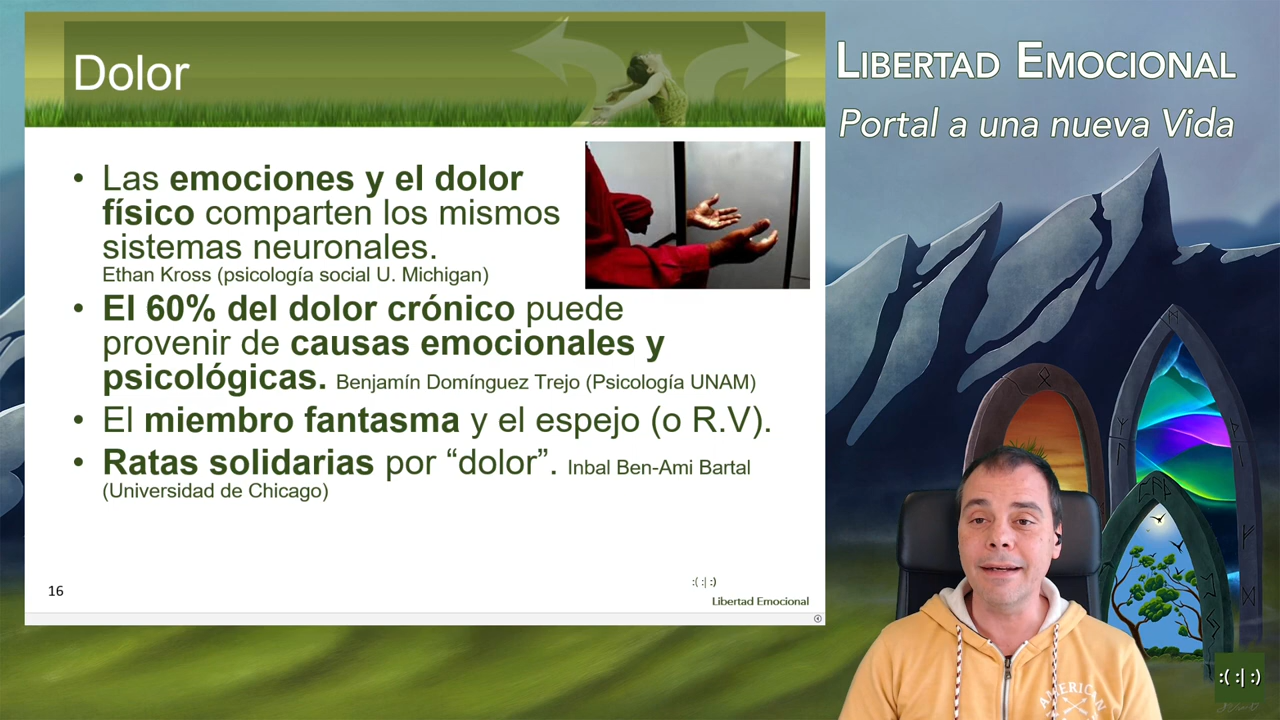 Dolor
LIBERTAD EMOCIONAL
Portal a una nueva Vida
• Las emociones y el dolor
físico comparten los mismos
sistemas neuronales.
Ethan Kross (psicología social U. Michigan)
• El 60% del dolor crónico puede
provenir de causas emocionales y
psicológicas. Benjamín Domínguez Trejo (Psicología UNAM)
• El miembro fantasma y el espejo (o R.V).
• Ratas solidarias por “dolor”. Inbal Ben-Ami Bartal
(Universidad de Chicago)
16
:( :| :)
Libertad Emocional
AMERICAN
:( :| :)